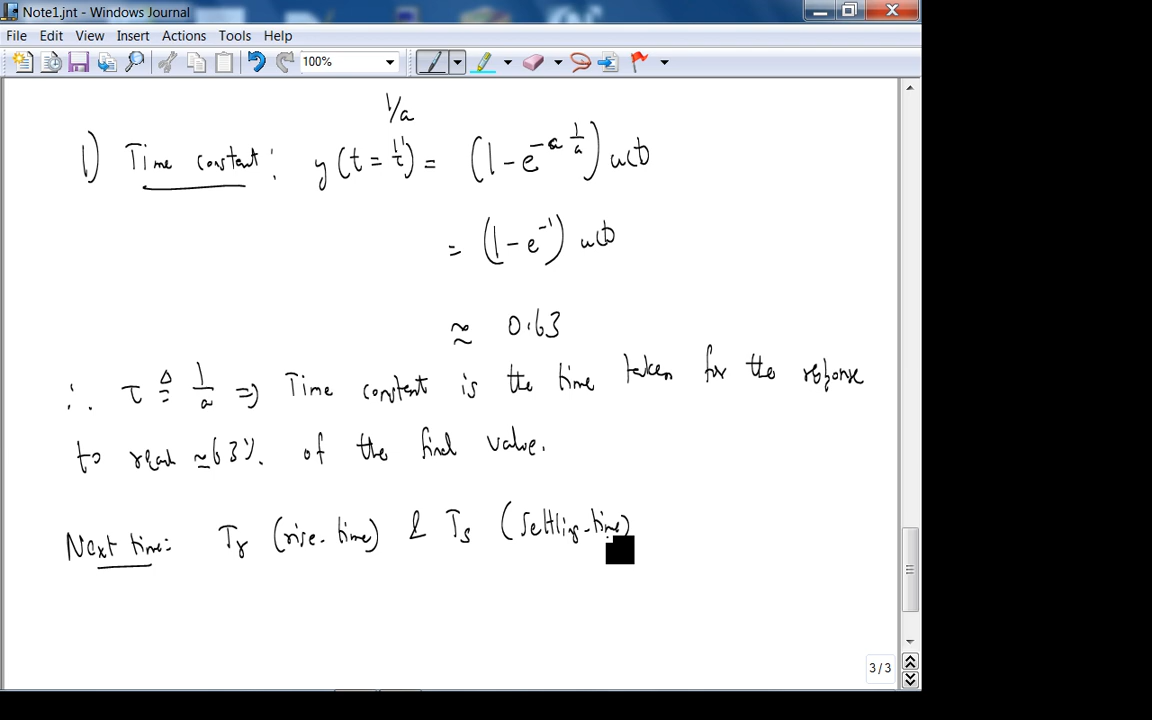 Note1.jnt - Windows Journal
File Edit View Insert Actions Tools Help
100%
1/a
1) Time constant: y(t = τ) = (1 - e^{-a 1/a}) u(t)
= (1 - e^{-1}) u(t)
≈ 0.63
∴ τ ≜ 1/a => Time constant is the time taken for the response
to reach ≈63% of the final value.
Next time: Tr (rise-time) & Ts (settling-time)
3/3